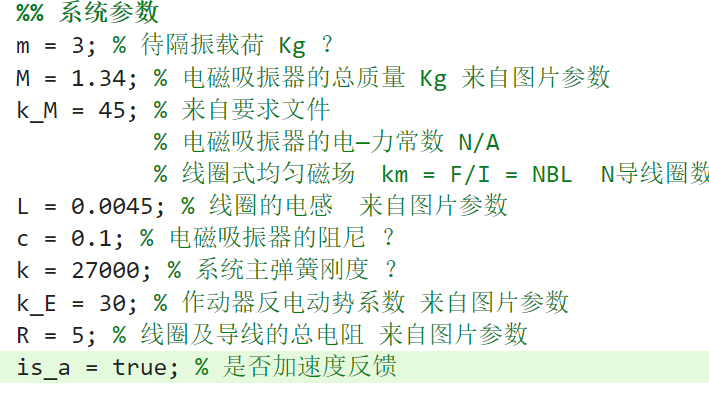 %% 系统参数
m = 3; % 待隔振载荷 Kg ？
M = 1.34; % 电磁吸振器的总质量 Kg 来自图片参数
k_M = 45; % 来自要求文件
% 电磁吸振器的电—力常数 N/A
% 线圈式均匀磁场  km = F/I = NBL  N导线圈数
L = 0.0045; % 线圈的电感  来自图片参数
c = 0.1; % 电磁吸振器的阻尼 ？
k = 27000; % 系统主弹簧刚度 ？
k_E = 30; % 作动器反电动势系数 来自图片参数
R = 5; % 线圈及导线的总电阻 来自图片参数
is_a = true; % 是否加速度反馈